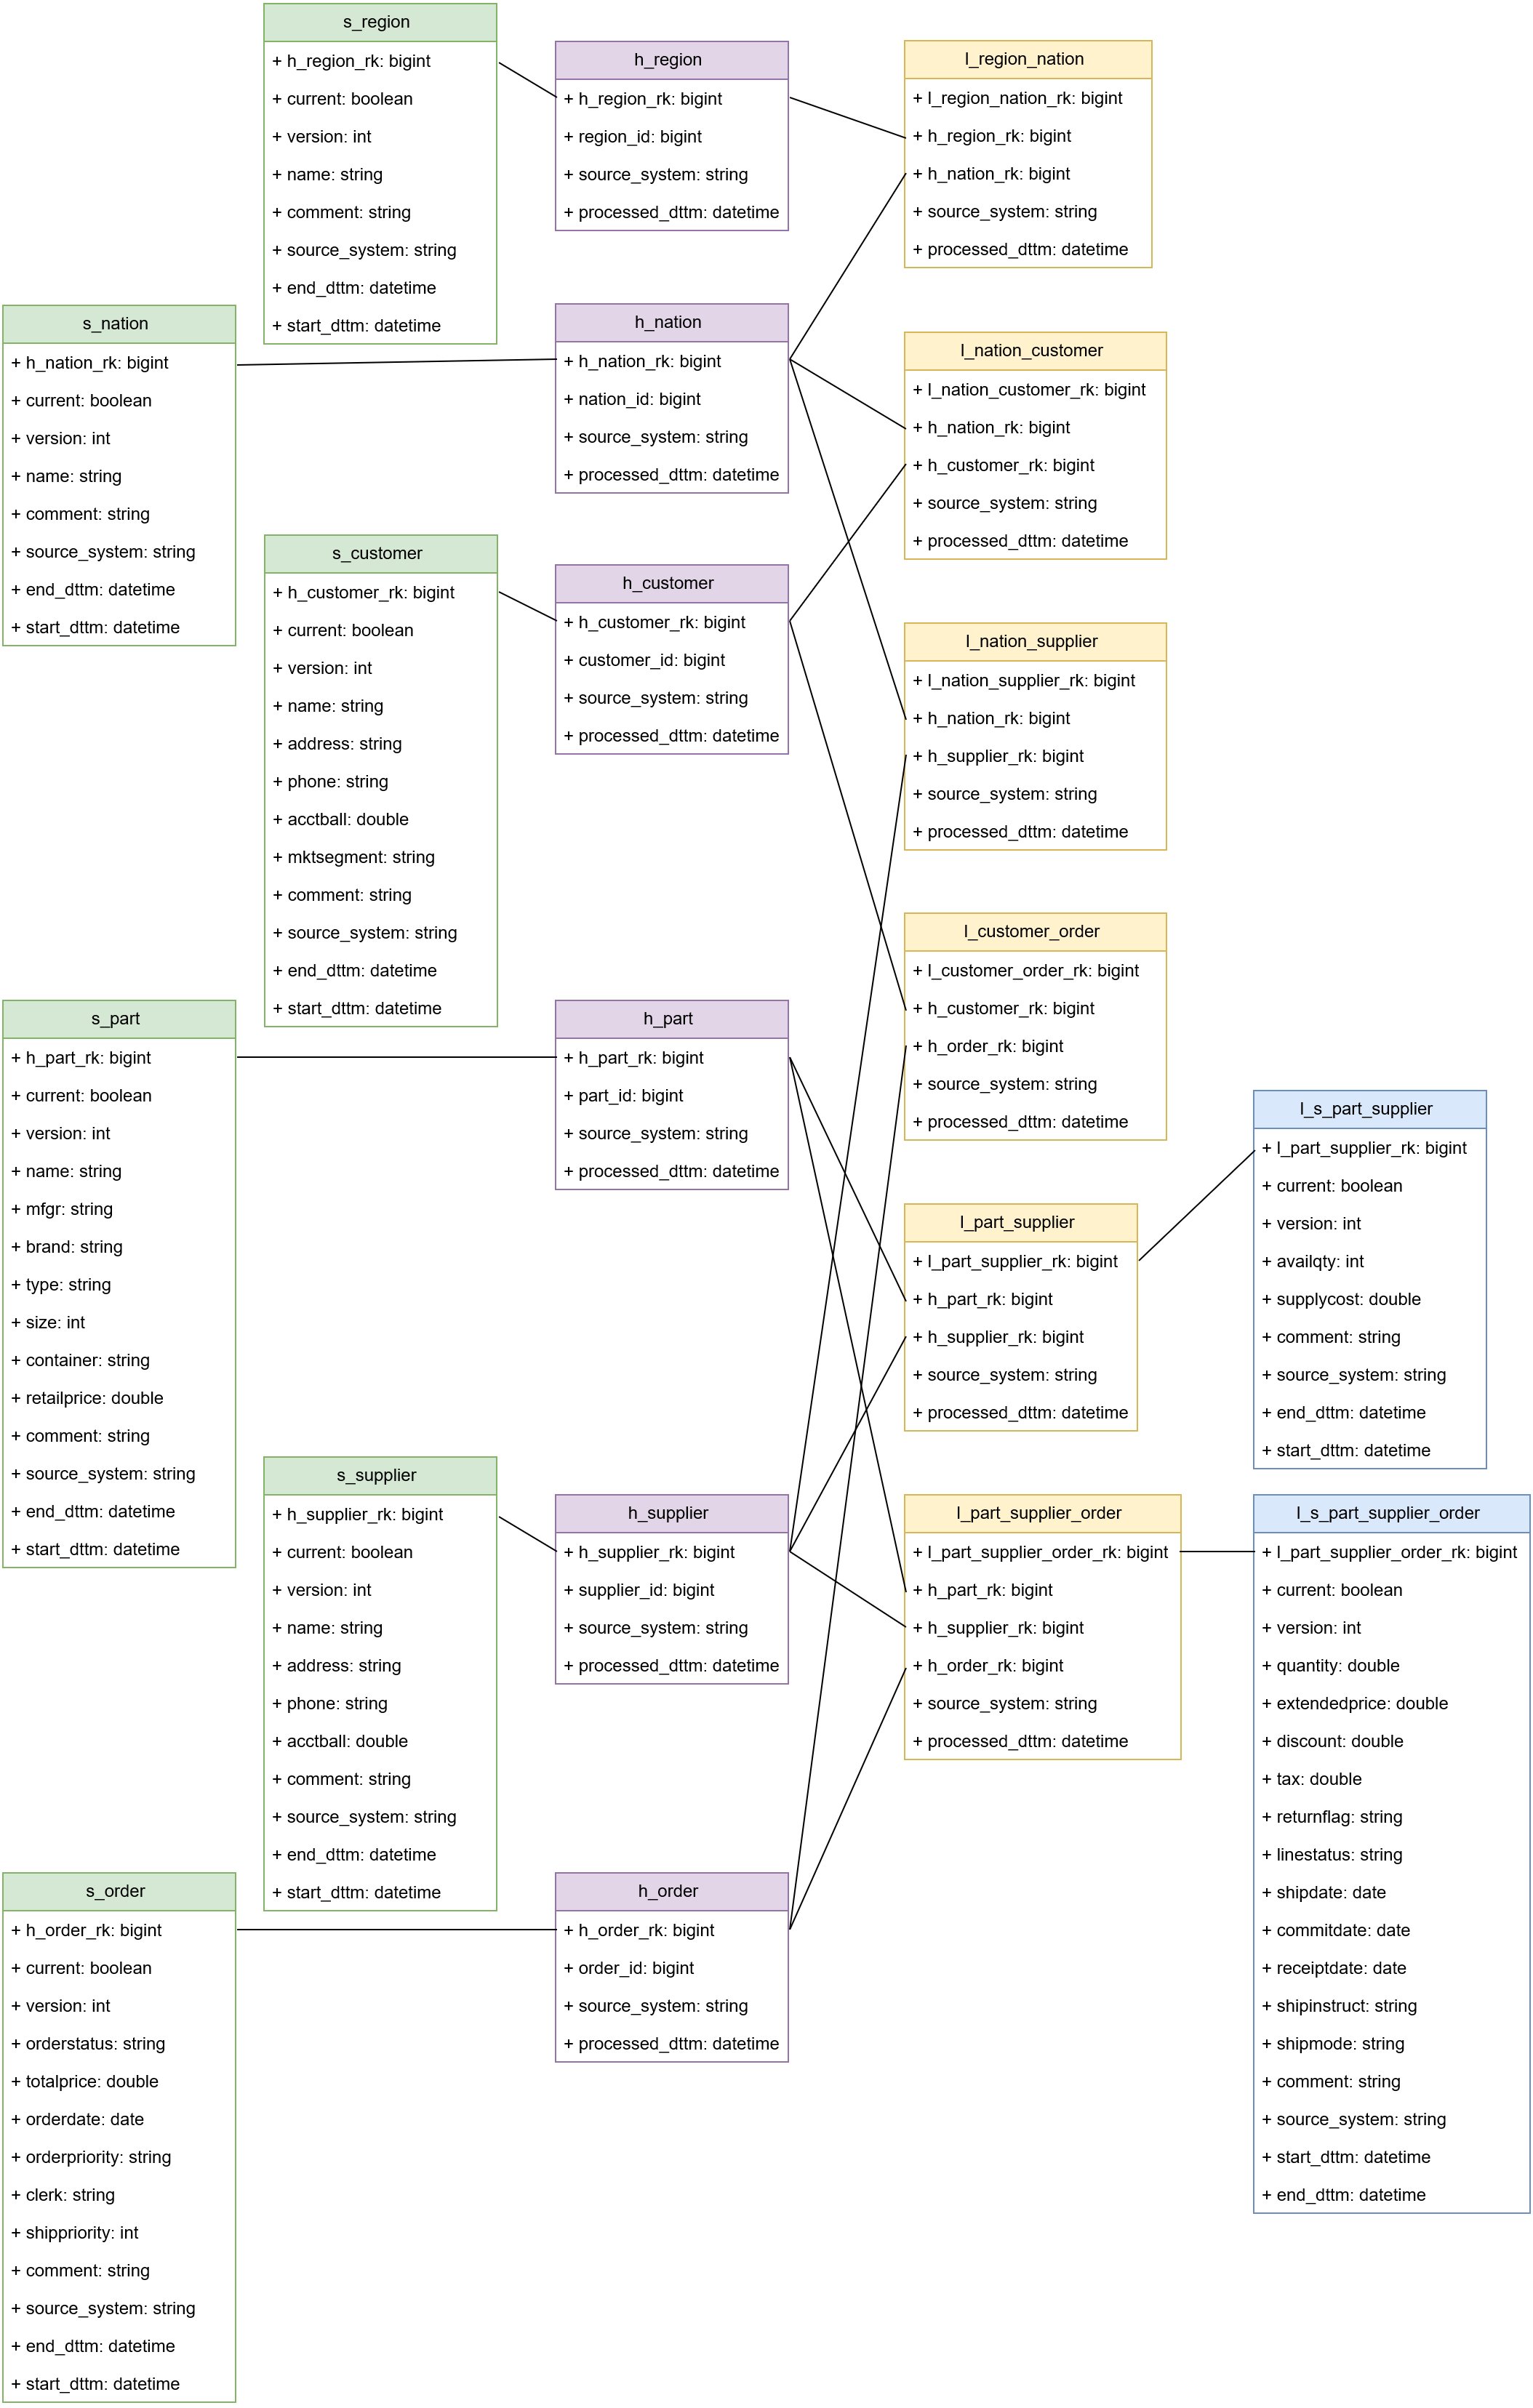 s_region
+ h_region_rk: bigint
+ current: boolean
+ version: int
+ name: string
+ comment: string
+ source_system: string
+ end_dttm: datetime
+ start_dttm: datetime
h_region
+ h_region_rk: bigint
+ region_id: bigint
+ source_system: string
+ processed_dttm: datetime
l_region_nation
+ l_region_nation_rk: bigint
+ h_region_rk: bigint
+ h_nation_rk: bigint
+ source_system: string
+ processed_dttm: datetime
s_nation
+ h_nation_rk: bigint
+ current: boolean
+ version: int
+ name: string
+ comment: string
+ source_system: string
+ end_dttm: datetime
+ start_dttm: datetime
h_nation
+ h_nation_rk: bigint
+ nation_id: bigint
+ source_system: string
+ processed_dttm: datetime
l_nation_customer
+ l_nation_customer_rk: bigint
+ h_nation_rk: bigint
+ h_customer_rk: bigint
+ source_system: string
+ processed_dttm: datetime
s_customer
+ h_customer_rk: bigint
+ current: boolean
+ version: int
+ name: string
+ address: string
+ phone: string
+ acctball: double
+ mktsegment: string
+ comment: string
+ source_system: string
+ end_dttm: datetime
+ start_dttm: datetime
h_customer
+ h_customer_rk: bigint
+ customer_id: bigint
+ source_system: string
+ processed_dttm: datetime
l_nation_supplier
+ l_nation_supplier_rk: bigint
+ h_nation_rk: bigint
+ h_supplier_rk: bigint
+ source_system: string
+ processed_dttm: datetime
l_customer_order
+ l_customer_order_rk: bigint
+ h_customer_rk: bigint
+ h_order_rk: bigint
+ source_system: string
+ processed_dttm: datetime
s_part
+ h_part_rk: bigint
+ current: boolean
+ version: int
+ name: string
+ mfgr: string
+ brand: string
+ type: string
+ size: int
+ container: string
+ retailprice: double
+ comment: string
+ source_system: string
+ end_dttm: datetime
+ start_dttm: datetime
h_part
+ h_part_rk: bigint
+ part_id: bigint
+ source_system: string
+ processed_dttm: datetime
l_part_supplier
+ l_part_supplier_rk: bigint
+ h_part_rk: bigint
+ h_supplier_rk: bigint
+ source_system: string
+ processed_dttm: datetime
l_s_part_supplier
+ l_part_supplier_rk: bigint
+ current: boolean
+ version: int
+ availqty: int
+ supplycost: double
+ comment: string
+ source_system: string
+ end_dttm: datetime
+ start_dttm: datetime
s_supplier
+ h_supplier_rk: bigint
+ current: boolean
+ version: int
+ name: string
+ address: string
+ phone: string
+ acctball: double
+ comment: string
+ source_system: string
+ end_dttm: datetime
+ start_dttm: datetime
h_supplier
+ h_supplier_rk: bigint
+ supplier_id: bigint
+ source_system: string
+ processed_dttm: datetime
l_part_supplier_order
+ l_part_supplier_order_rk: bigint
+ h_part_rk: bigint
+ h_supplier_rk: bigint
+ h_order_rk: bigint
+ source_system: string
+ processed_dttm: datetime
l_s_part_supplier_order
+ l_part_supplier_order_rk: bigint
+ current: boolean
+ version: int
+ quantity: double
+ extendedprice: double
+ discount: double
+ tax: double
+ returnflag: string
+ linestatus: string
+ shipdate: date
+ commitdate: date
+ receiptdate: date
+ shipinstruct: string
+ shipmode: string
+ comment: string
+ source_system: string
+ start_dttm: datetime
+ end_dttm: datetime
s_order
+ h_order_rk: bigint
+ current: boolean
+ version: int
+ orderstatus: string
+ totalprice: double
+ orderdate: date
+ orderpriority: string
+ clerk: string
+ shippriority: int
+ comment: string
+ source_system: string
+ end_dttm: datetime
+ start_dttm: datetime
h_order
+ h_order_rk: bigint
+ order_id: bigint
+ source_system: string
+ processed_dttm: datetime